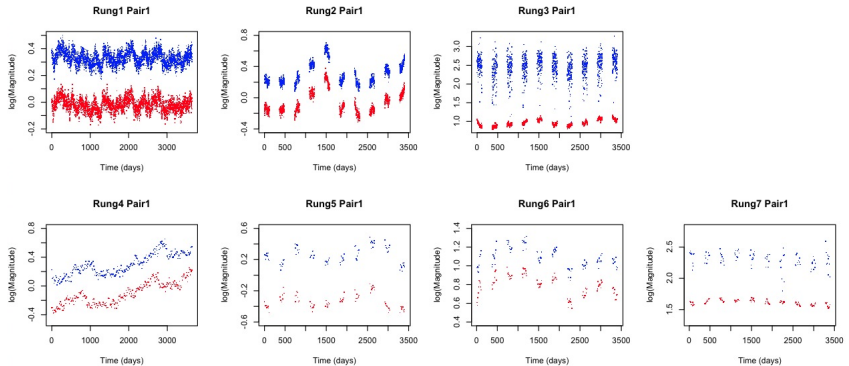 Rung1 Pair1
Rung2 Pair1
Rung3 Pair1
log(Magnitude)
-0.2 0.0 0.2 0.4
0 1000 2000 3000
Time (days)
log(Magnitude)
-0.4 0.0 0.4 0.8
0 500 1500 2500 3500
Time (days)
log(Magnitude)
1.0 1.5 2.0 2.5 3.0
0 500 1500 2500 3500
Time (days)
Rung4 Pair1
Rung5 Pair1
Rung6 Pair1
Rung7 Pair1
log(Magnitude)
-0.4 0.0 0.4 0.8
0 1000 2000 3000
Time (days)
log(Magnitude)
-0.6 -0.2 0.2 0.6
0 500 1500 2500 3500
Time (days)
log(Magnitude)
0.4 0.6 0.8 1.0 1.2 1.4
0 500 1500 2500 3500
Time (days)
log(Magnitude)
1.5 2.0 2.5
0 500 1500 2500 3500
Time (days)